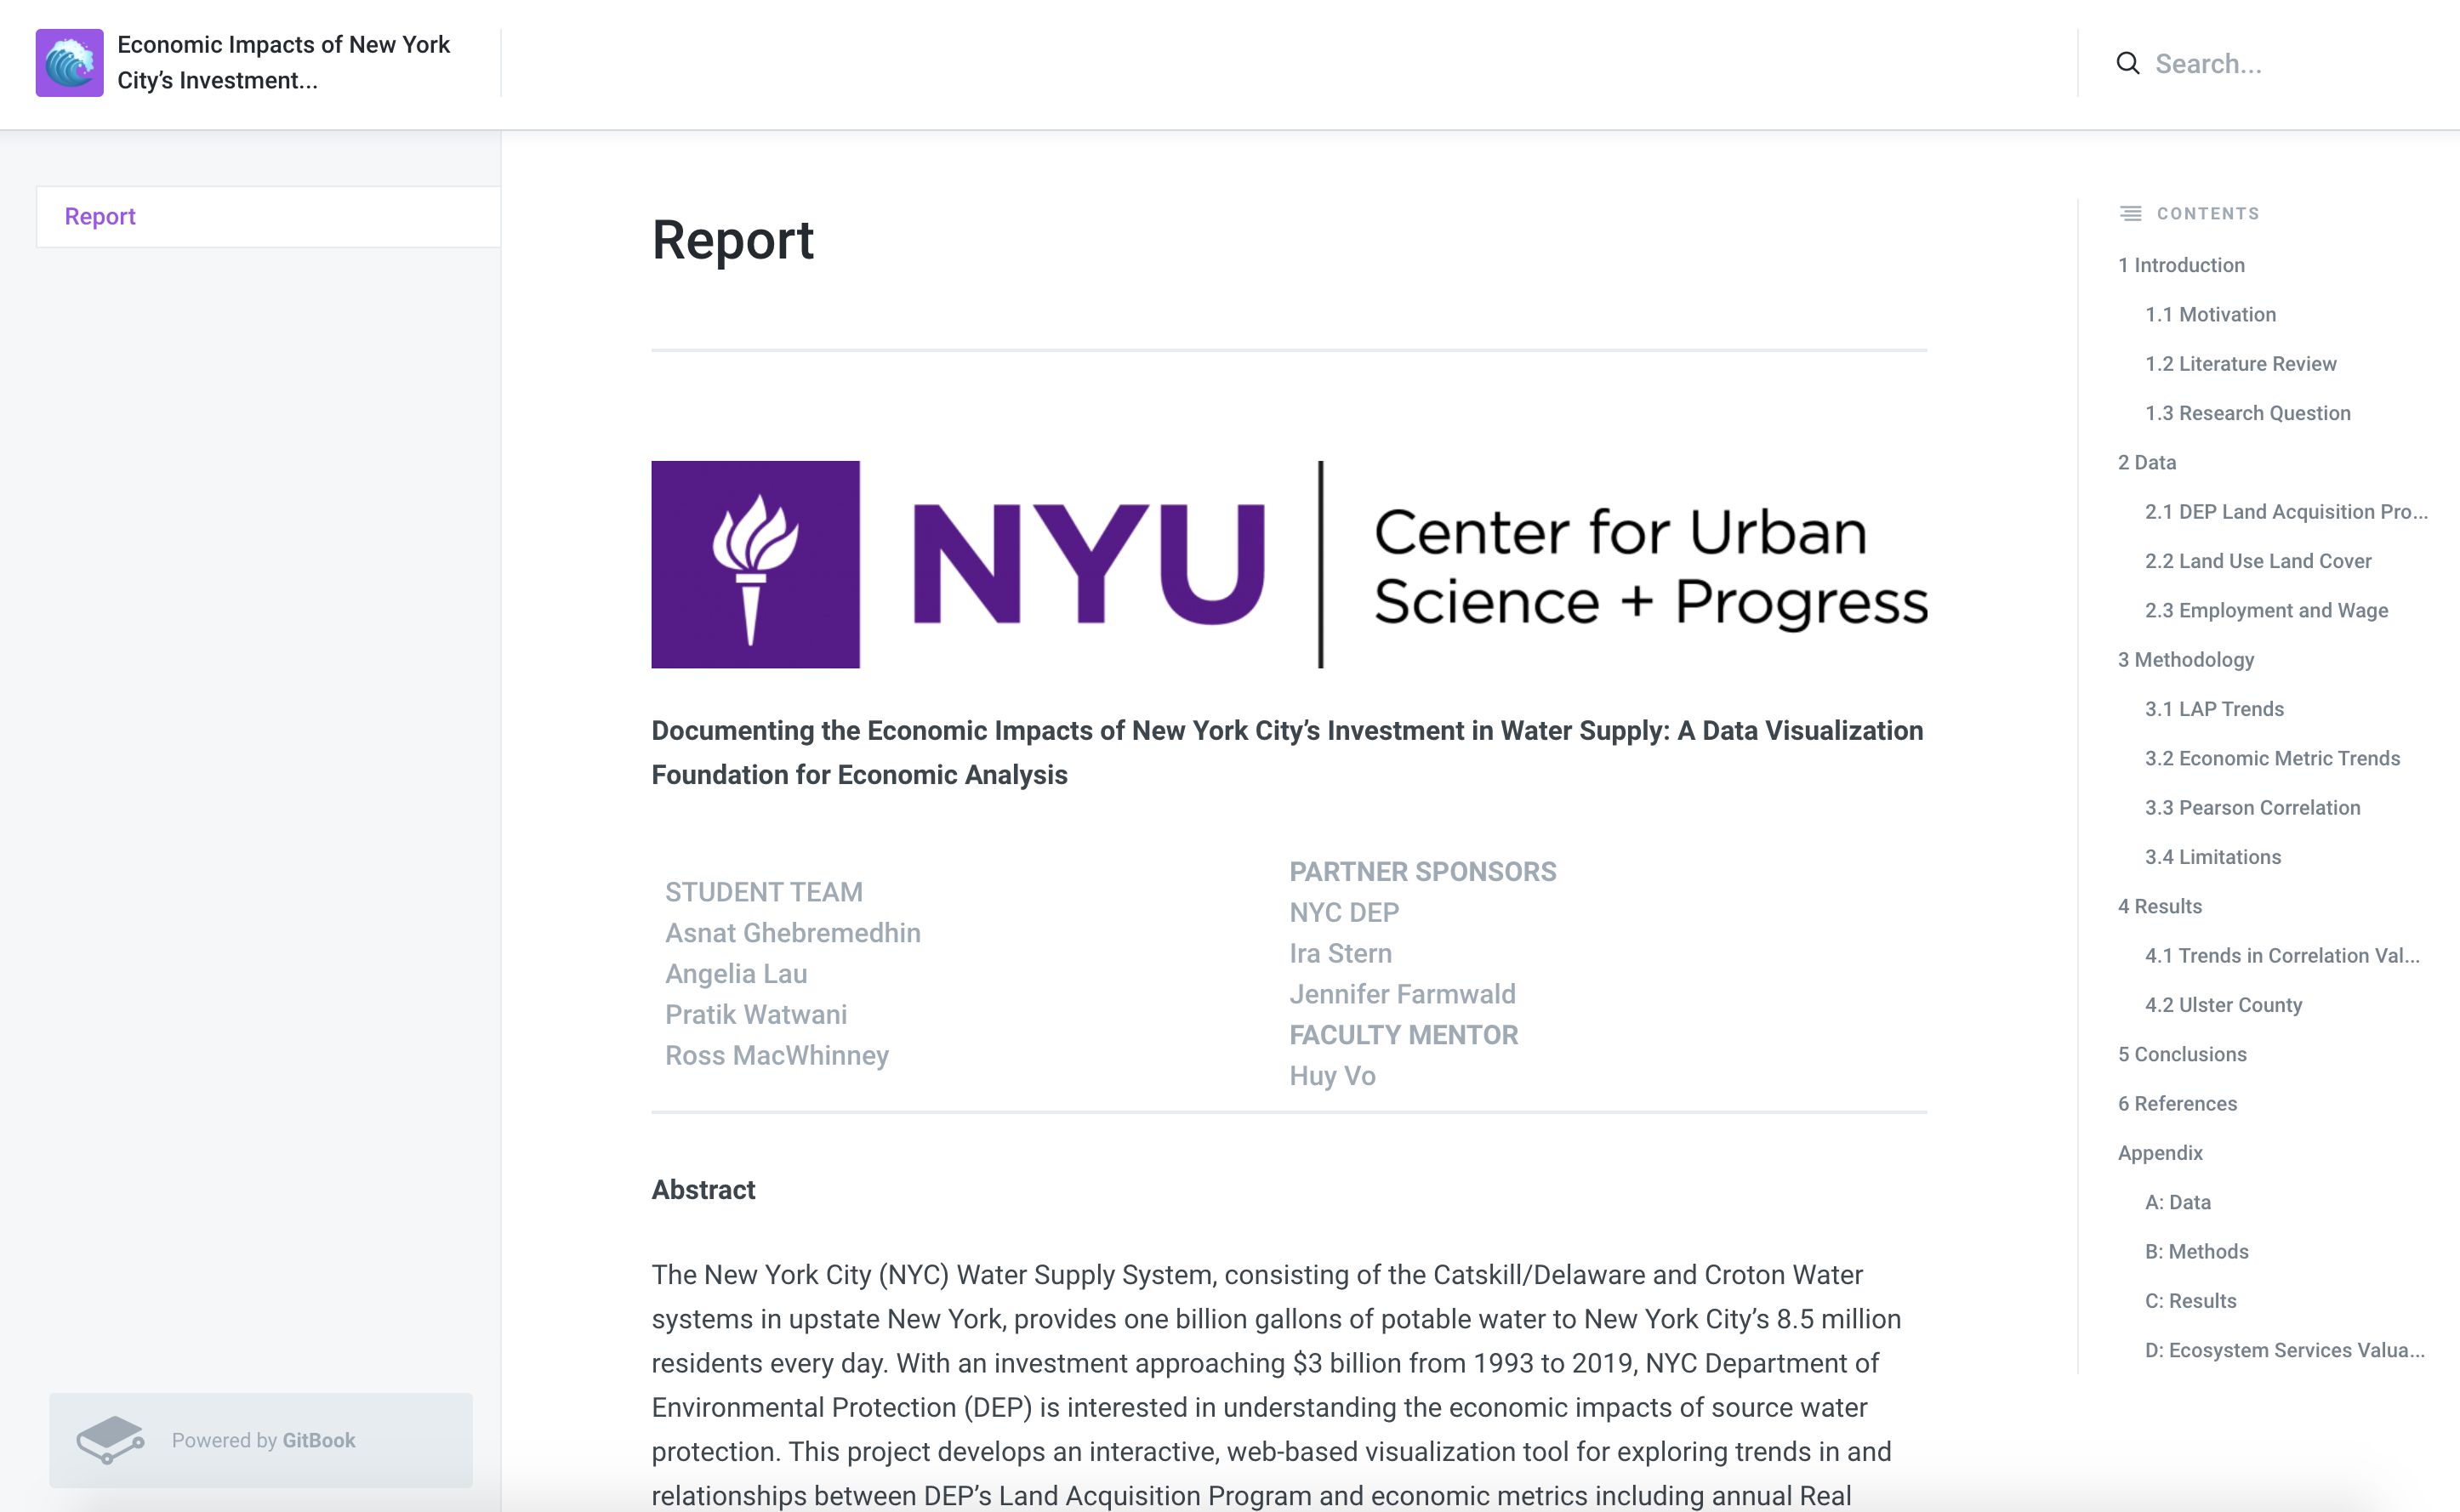 Economic Impacts of New York
City’s Investment...
Search...
Report
Report
NYU
Center for Urban
Science + Progress
Documenting the Economic Impacts of New York City’s Investment in Water Supply: A Data Visualization
Foundation for Economic Analysis
STUDENT TEAM
Asnat Ghebremedhin
Angelia Lau
Pratik Watwani
Ross MacWhinney
PARTNER SPONSORS
NYC DEP
Ira Stern
Jennifer Farmwald
FACULTY MENTOR
Huy Vo
Abstract
The New York City (NYC) Water Supply System, consisting of the Catskill/Delaware and Croton Water
systems in upstate New York, provides one billion gallons of potable water to New York City’s 8.5 million
residents every day. With an investment approaching $3 billion from 1993 to 2019, NYC Department of
Environmental Protection (DEP) is interested in understanding the economic impacts of source water
protection. This project develops an interactive, web-based visualization tool for exploring trends in and
relationships between DEP’s Land Acquisition Program and economic metrics including annual Real
CONTENTS
1 Introduction
1.1 Motivation
1.2 Literature Review
1.3 Research Question
2 Data
2.1 DEP Land Acquisition Pro...
2.2 Land Use Land Cover
2.3 Employment and Wage
3 Methodology
3.1 LAP Trends
3.2 Economic Metric Trends
3.3 Pearson Correlation
3.4 Limitations
4 Results
4.1 Trends in Correlation Val...
4.2 Ulster County
5 Conclusions
6 References
Appendix
A: Data
B: Methods
C: Results
D: Ecosystem Services Valua...
Powered by GitBook